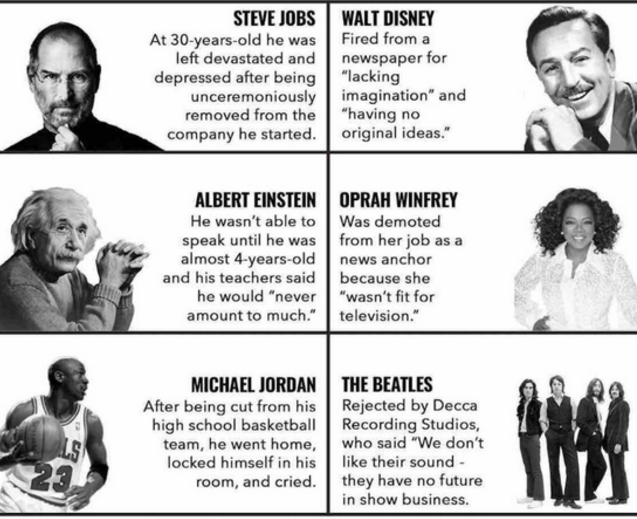 STEVE JOBS
At 30-years-old he was
left devastated and
depressed after being
unceremoniously
removed from the
company he started.
WALT DISNEY
Fired from a
newspaper for
"lacking
imagination" and
"having no
original ideas."
ALBERT EINSTEIN
He wasn't able to
speak until he was
almost 4-years-old
and his teachers said
he would "never
amount to much."
OPRAH WINFREY
Was demoted
from her job as a
news anchor
because she
"wasn't fit for
television."
MICHAEL JORDAN
After being cut from his
high school basketball
team, he went home,
locked himself in his
room, and cried.
LLS
23
THE BEATLES
Rejected by Decca
Recording Studios,
who said "We don't
like their sound -
they have no future
in show business.